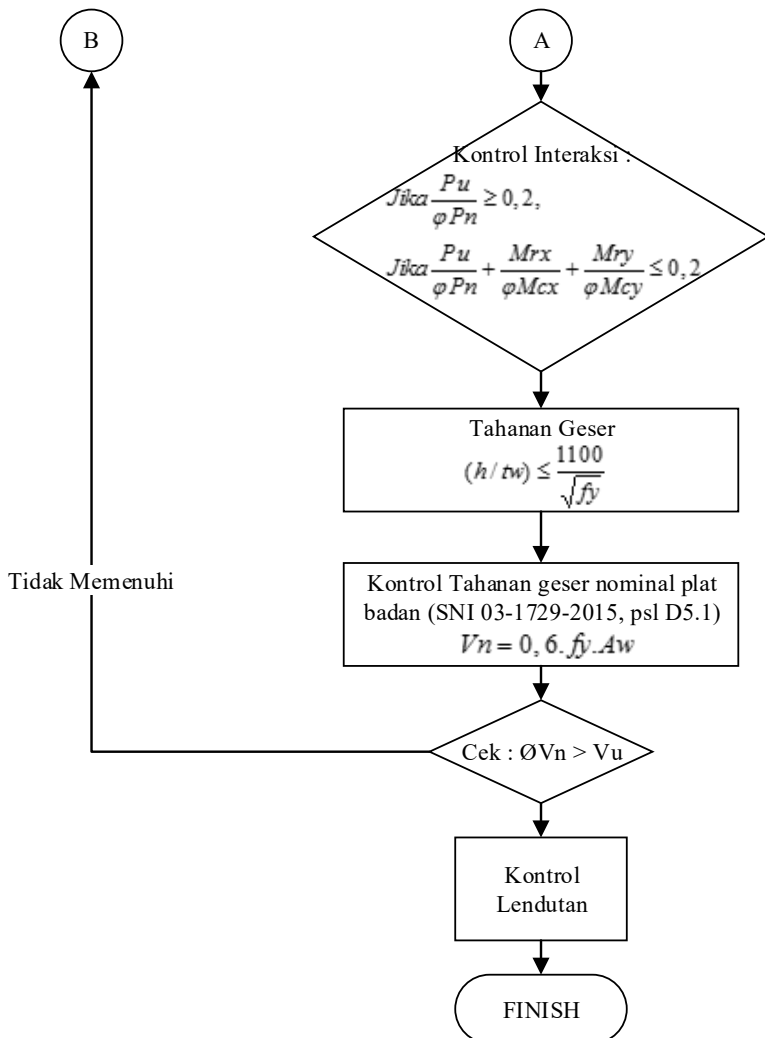 B
A
Kontrol Interaksi :
Jika Pu/φPn ≥ 0,2,
Jika Pu/φPn + Mrx/φMcx + Mry/φMcy ≤ 0,2
Tahanan Geser
(h/tw) ≤ 1100/√fy
Tidak Memenuhi
Kontrol Tahanan geser nominal plat
badan (SNI 03-1729-2015, psl D5.1)
Vn = 0,6.fy.Aw
Cek : ØVn > Vu
Kontrol
Lendutan
FINISH